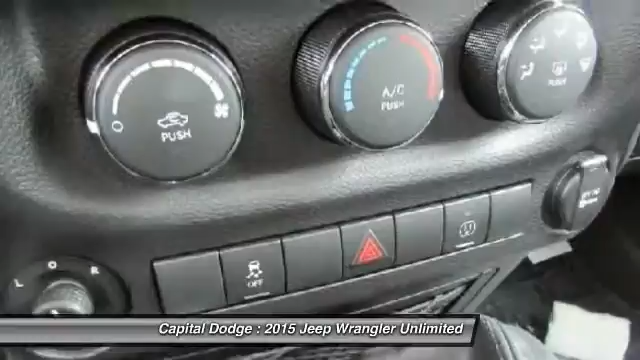 PUSH
A/C
PUSH
PUSH
OFF
L O R
Capital Dodge : 2015 Jeep Wrangler Unlimited